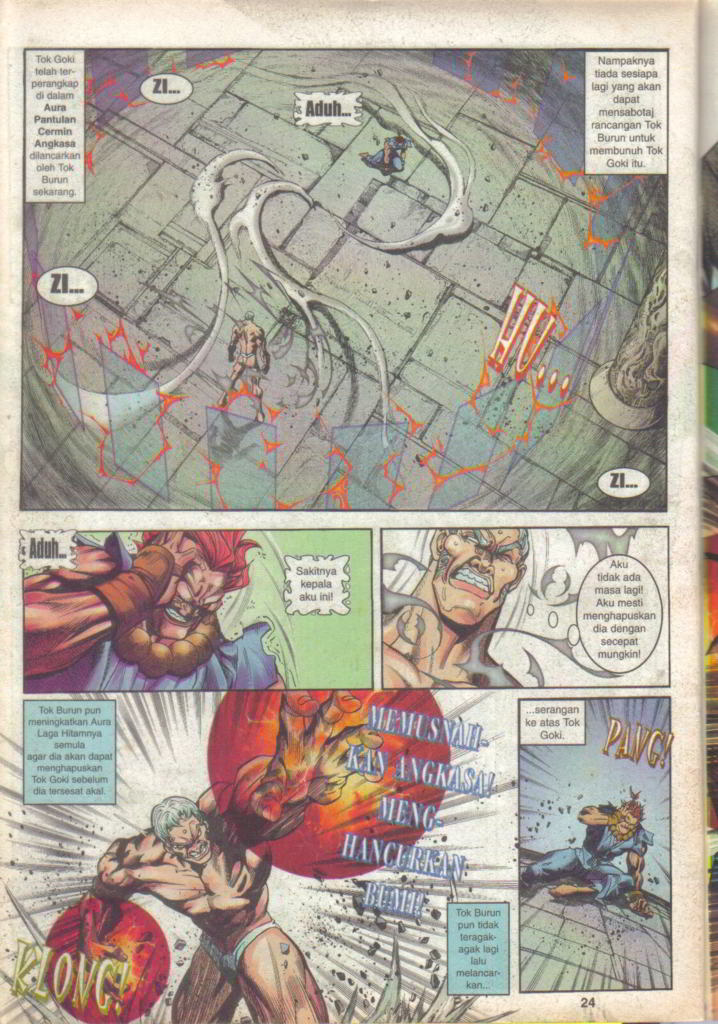 Tok Goki
telah ter-
perangkap
di dalam
Aura
Pantulan
Cermin
Angkasa
dilancarkan
oleh Tok
Burun
sekarang.
ZI...
Aduh...
Nampaknya
tiada sesiapa
lagi yang akan
dapat
mensabotaj
rancangan Tok
Burun untuk
membunuh Tok
Goki itu.
ZI...
ZI...
Aduh...
Sakitnya
kepala
aku ini!
Aku
tidak ada
masa lagi!
Aku mesti
menghapuskan
dia dengan
secepat
mungkin!
Tok Burun pun
meningkatkan Aura
Laga Hitamnya
semula
agar dia akan dapat
menghapuskan
Tok Goki sebelum
dia tersesat akal.
MEMUSNAH-
KAN ANGKASA!
MENG-
HANCURKAN
BUMI!
KLONG!
Tok Burun
pun tidak
teragak-
agak lagi
lalu
melancar-
kan...
...serangan
ke atas Tok
Goki.
PANG!
24